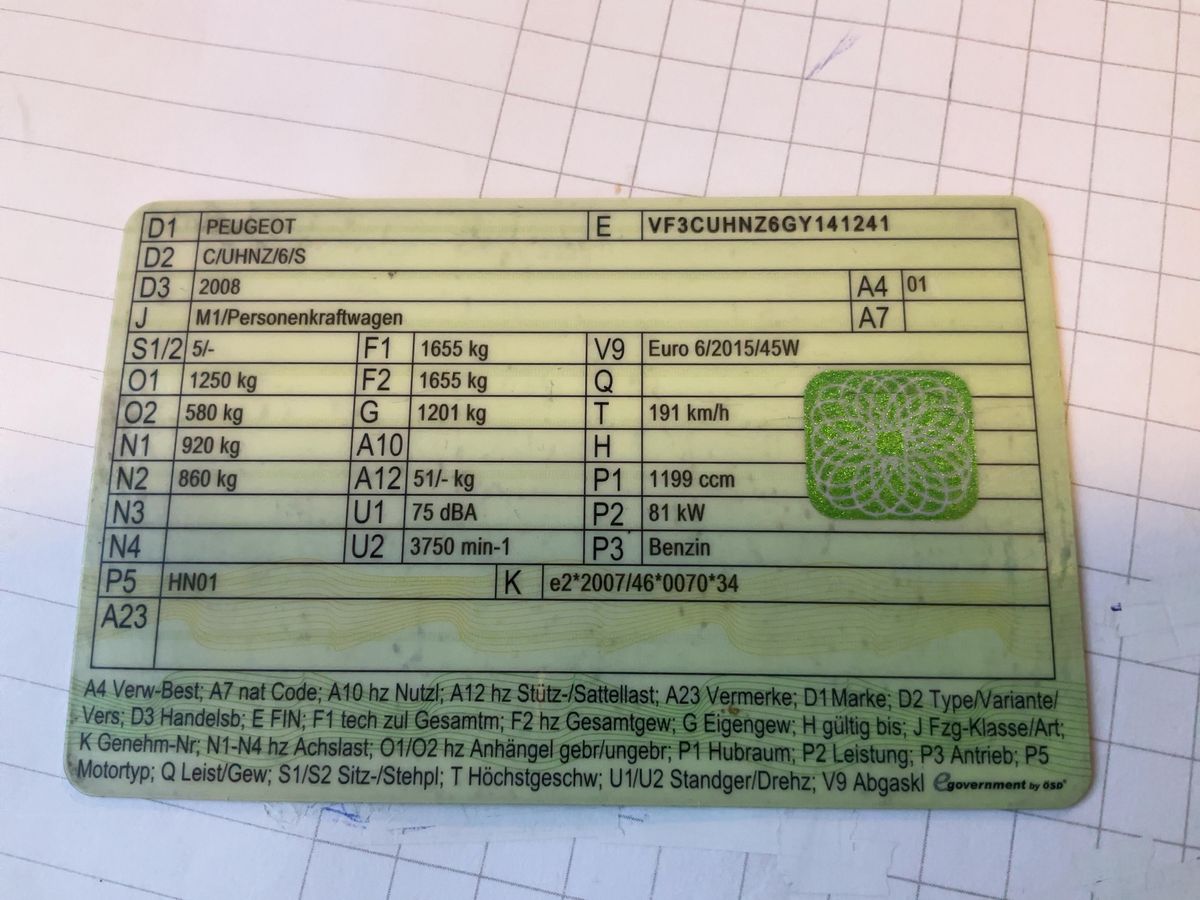 D1 PEUGEOT E VF3CUHNZ6GY141241
D2 C/UHNZ/6/S
D3 2008 A4 01
J M1/Personenkraftwagen A7
S1/2 5/- F1 1655 kg V9 Euro 6/2015/45W
O1 1250 kg F2 1655 kg Q
O2 580 kg G 1201 kg T 191 km/h
N1 920 kg A10 H
N2 860 kg A12 51/- kg P1 1199 ccm
N3 U1 75 dBA P2 81 kW
N4 U2 3750 min-1 P3 Benzin
P5 HN01 K e2*2007/46*0070*34
A23
A4 Verw-Best; A7 nat Code; A10 hz Nutzl; A12 hz Stütz-/Sattellast; A23 Vermerke; D1 Marke; D2 Type/Variante/
Vers; D3 Handelsb; E FIN; F1 tech zul Gesamtm; F2 hz Gesamtgew; G Eigengew; H gültig bis; J Fzg-Klasse/Art;
K Genehm-Nr; N1-N4 hz Achslast; O1/O2 hz Anhängel gebr/ungebr; P1 Hubraum; P2 Leistung; P3 Antrieb; P5
Motortyp; Q Leist/Gew; S1/S2 Sitz-/Stehpl; T Höchstgeschw; U1/U2 Standger/Drehz; V9 Abgaskl egovernment by ÖSD